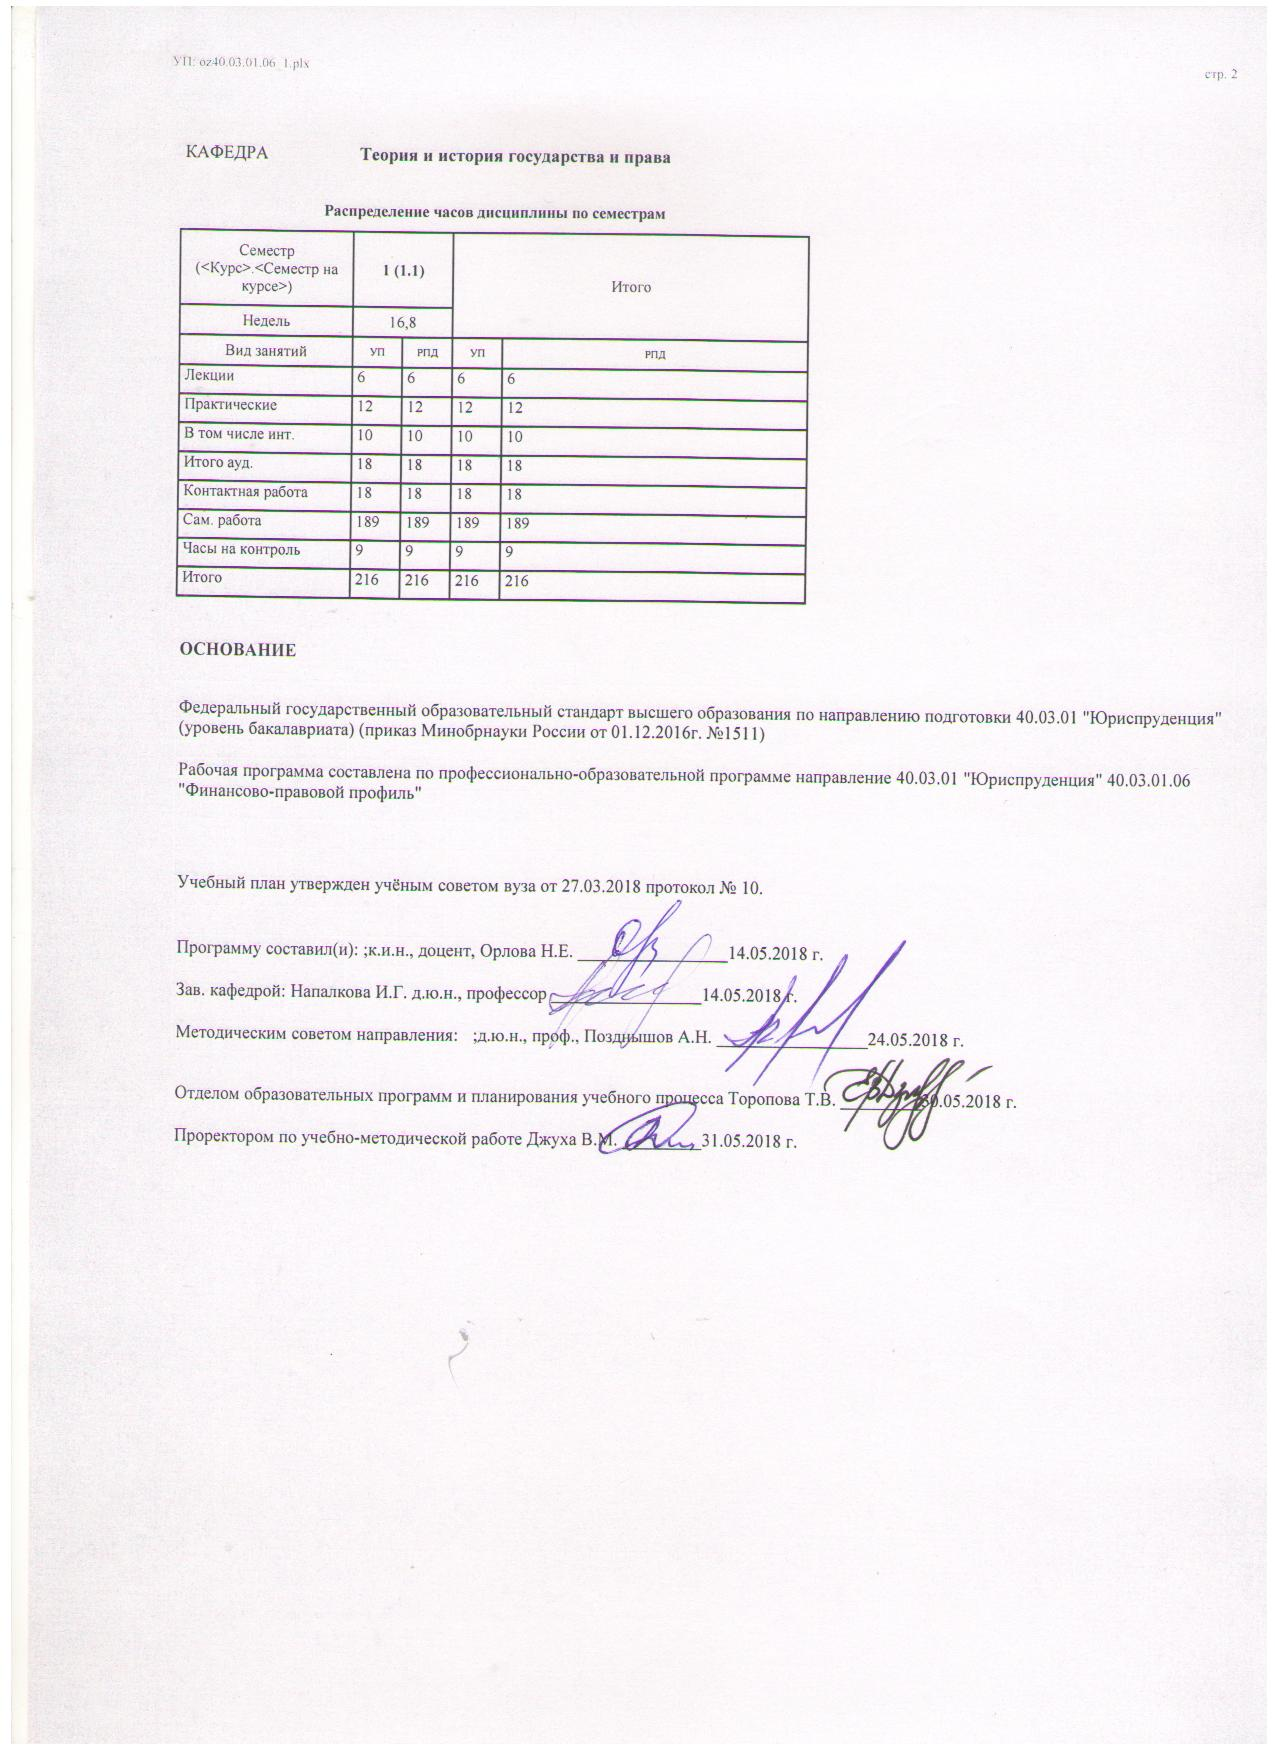 УП: oz40.03.01.06_1.plx
стр. 2
КАФЕДРА Теория и история государства и права
Распределение часов дисциплины по семестрам
Семестр
(<Курс>.<Семестр на
курсе>)
1 (1.1)
Итого
Недель 16,8
Вид занятий УП РПД УП РПД
Лекции 6 6 6 6
Практические 12 12 12 12
В том числе инт. 10 10 10 10
Итого ауд. 18 18 18 18
Контактная работа 18 18 18 18
Сам. работа 189 189 189 189
Часы на контроль 9 9 9 9
Итого 216 216 216 216
ОСНОВАНИЕ
Федеральный государственный образовательный стандарт высшего образования по направлению подготовки 40.03.01 "Юриспруденция"
(уровень бакалавриата) (приказ Минобрнауки России от 01.12.2016г. №1511)
Рабочая программа составлена по профессионально-образовательной программе направление 40.03.01 "Юриспруденция" 40.03.01.06
"Финансово-правовой профиль"
Учебный план утвержден учёным советом вуза от 27.03.2018 протокол № 10.
Программу составил(и): ;к.и.н., доцент, Орлова Н.Е. 14.05.2018 г.
Зав. кафедрой: Напалкова И.Г. д.ю.н., профессор 14.05.2018 г.
Методическим советом направления: ;д.ю.н., проф., Позднышов А.Н. 24.05.2018 г.
Отделом образовательных программ и планирования учебного процесса Торопова Т.В. 30.05.2018 г.
Проректором по учебно-методической работе Джуха В.М. 31.05.2018 г.